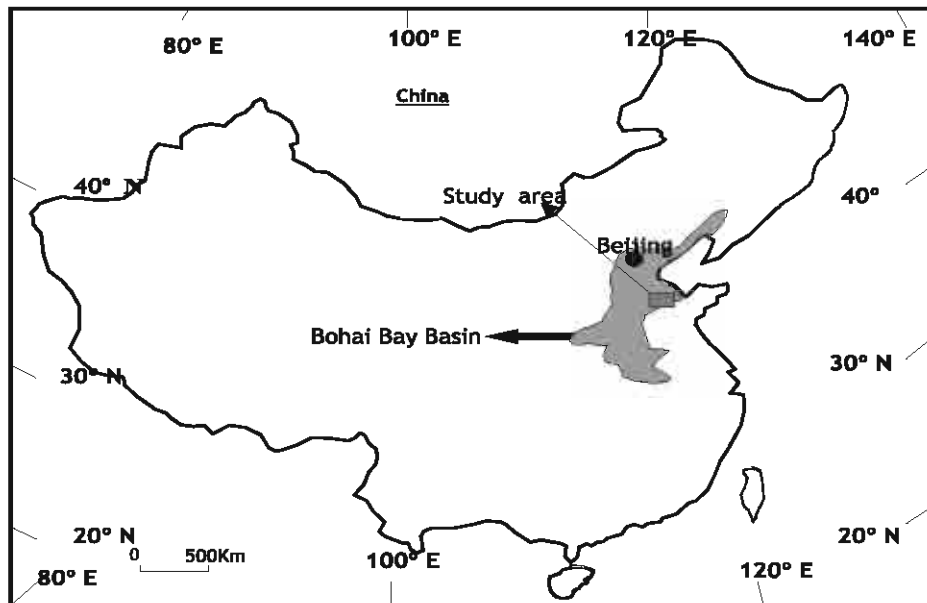 80° E
100° E
120° E
140° E
China
40° N
Study area
40°
Beijing
Bohai Bay Basin
30° N
30° N
20° N
0 500Km
100° E
20° N
80° E
120° E